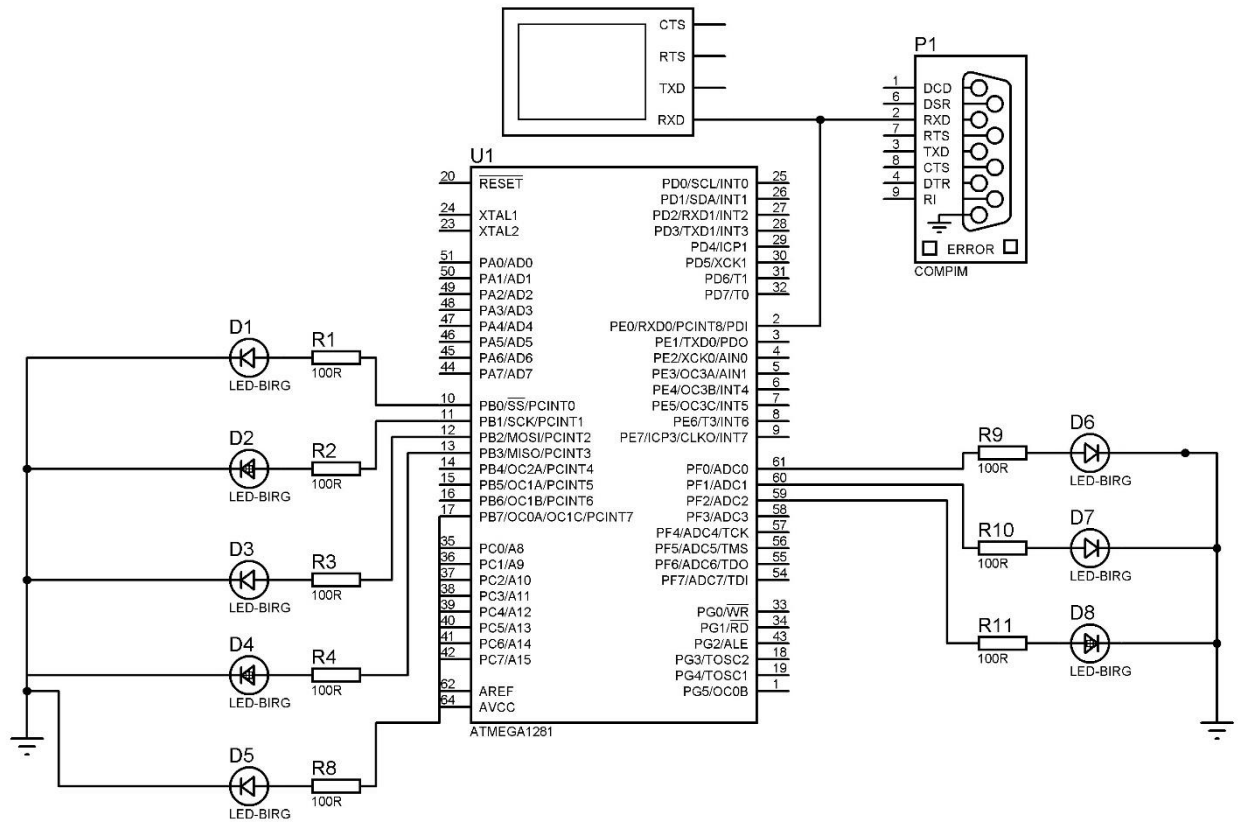 CTS
RTS
TXD
RXD
P1
1 DCD
6 DSR
2 RXD
7 RTS
3 TXD
8 CTS
4 DTR
9 RI
ERROR
COMPIM
U1
20 RESET
24 XTAL1
23 XTAL2
51 PA0/AD0
50 PA1/AD1
49 PA2/AD2
48 PA3/AD3
47 PA4/AD4
46 PA5/AD5
45 PA6/AD6
44 PA7/AD7
10 PB0/SS/PCINT0
11 PB1/SCK/PCINT1
12 PB2/MOSI/PCINT2
13 PB3/MISO/PCINT3
14 PB4/OC2A/PCINT4
15 PB5/OC1A/PCINT5
16 PB6/OC1B/PCINT6
17 PB7/OC0A/OC1C/PCINT7
35 PC0/A8
36 PC1/A9
37 PC2/A10
38 PC3/A11
39 PC4/A12
40 PC5/A13
41 PC6/A14
42 PC7/A15
62 AREF
64 AVCC
PD0/SCL/INT0 25
PD1/SDA/INT1 26
PD2/RXD1/INT2 27
PD3/TXD1/INT3 28
PD4/ICP1 29
PD5/XCK1 30
PD6/T1 31
PD7/T0 32
PE0/RXD0/PCINT8/PDI 2
PE1/TXD0/PDO 3
PE2/XCK0/AIN0 4
PE3/OC3A/AIN1 5
PE4/OC3B/INT4 6
PE5/OC3C/INT5 7
PE6/T3/INT6 8
PE7/ICP3/CLKO/INT7 9
PF0/ADC0 61
PF1/ADC1 60
PF2/ADC2 59
PF3/ADC3 58
PF4/ADC4/TCK 57
PF5/ADC5/TMS 56
PF6/ADC6/TDO 55
PF7/ADC7/TDI 54
PG0/WR 33
PG1/RD 34
PG2/ALE 43
PG3/TOSC2 18
PG4/TOSC1 19
PG5/OC0B 1
ATMEGA1281
D1
LED-BIRG
R1
100R
D2
LED-BIRG
R2
100R
D3
LED-BIRG
R3
100R
D4
LED-BIRG
R4
100R
D5
LED-BIRG
R8
100R
R9
100R
D6
LED-BIRG
R10
100R
D7
LED-BIRG
R11
100R
D8
LED-BIRG